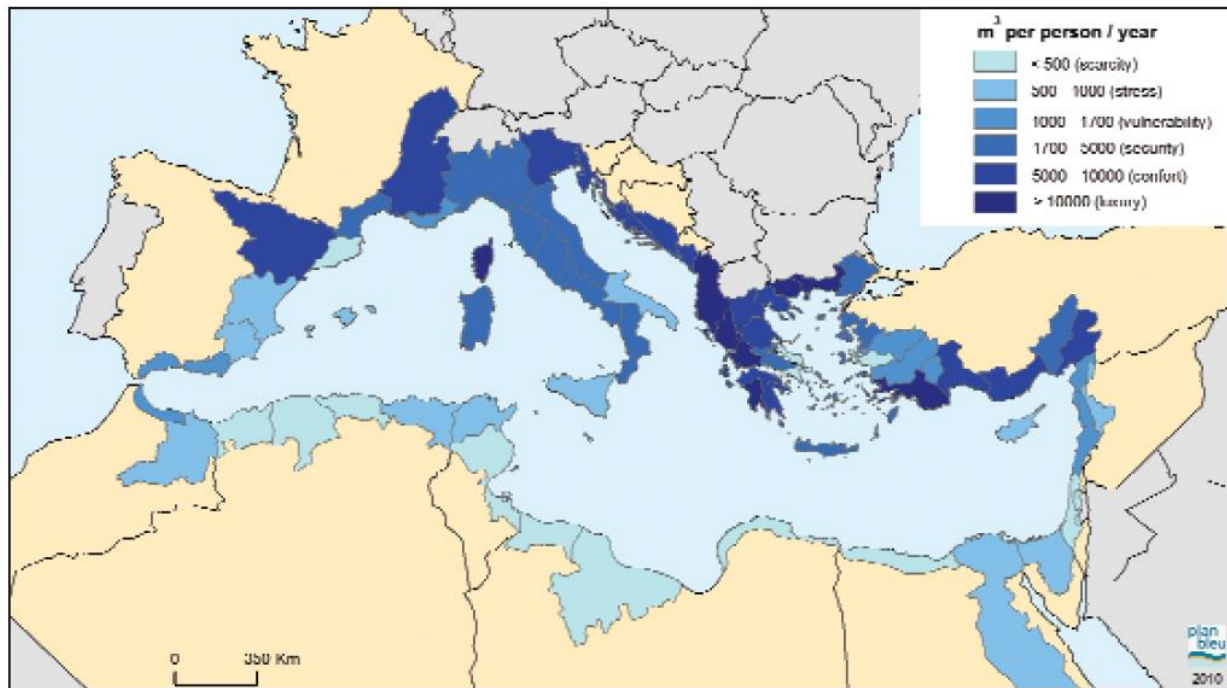 m³ per person / year
< 500 (scarcity)
500 1000 (stress)
1000 1700 (vulnerability)
1700 5000 (security)
5000 10000 (confort)
> 10000 (luxury)
0 350 Km
plan
bleu
2010